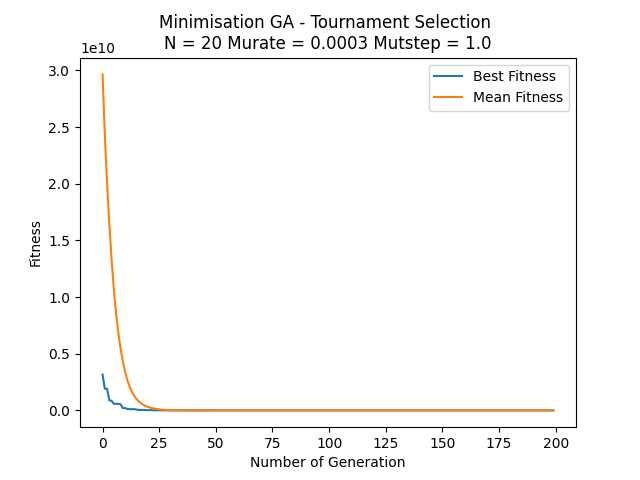 Minimisation GA - Tournament Selection
N = 20 Murate = 0.0003 Mutstep = 1.0
1e10
Best Fitness
Mean Fitness
3.0
2.5
2.0
1.5
1.0
0.5
0.0
Fitness
0 25 50 75 100 125 150 175 200
Number of Generation